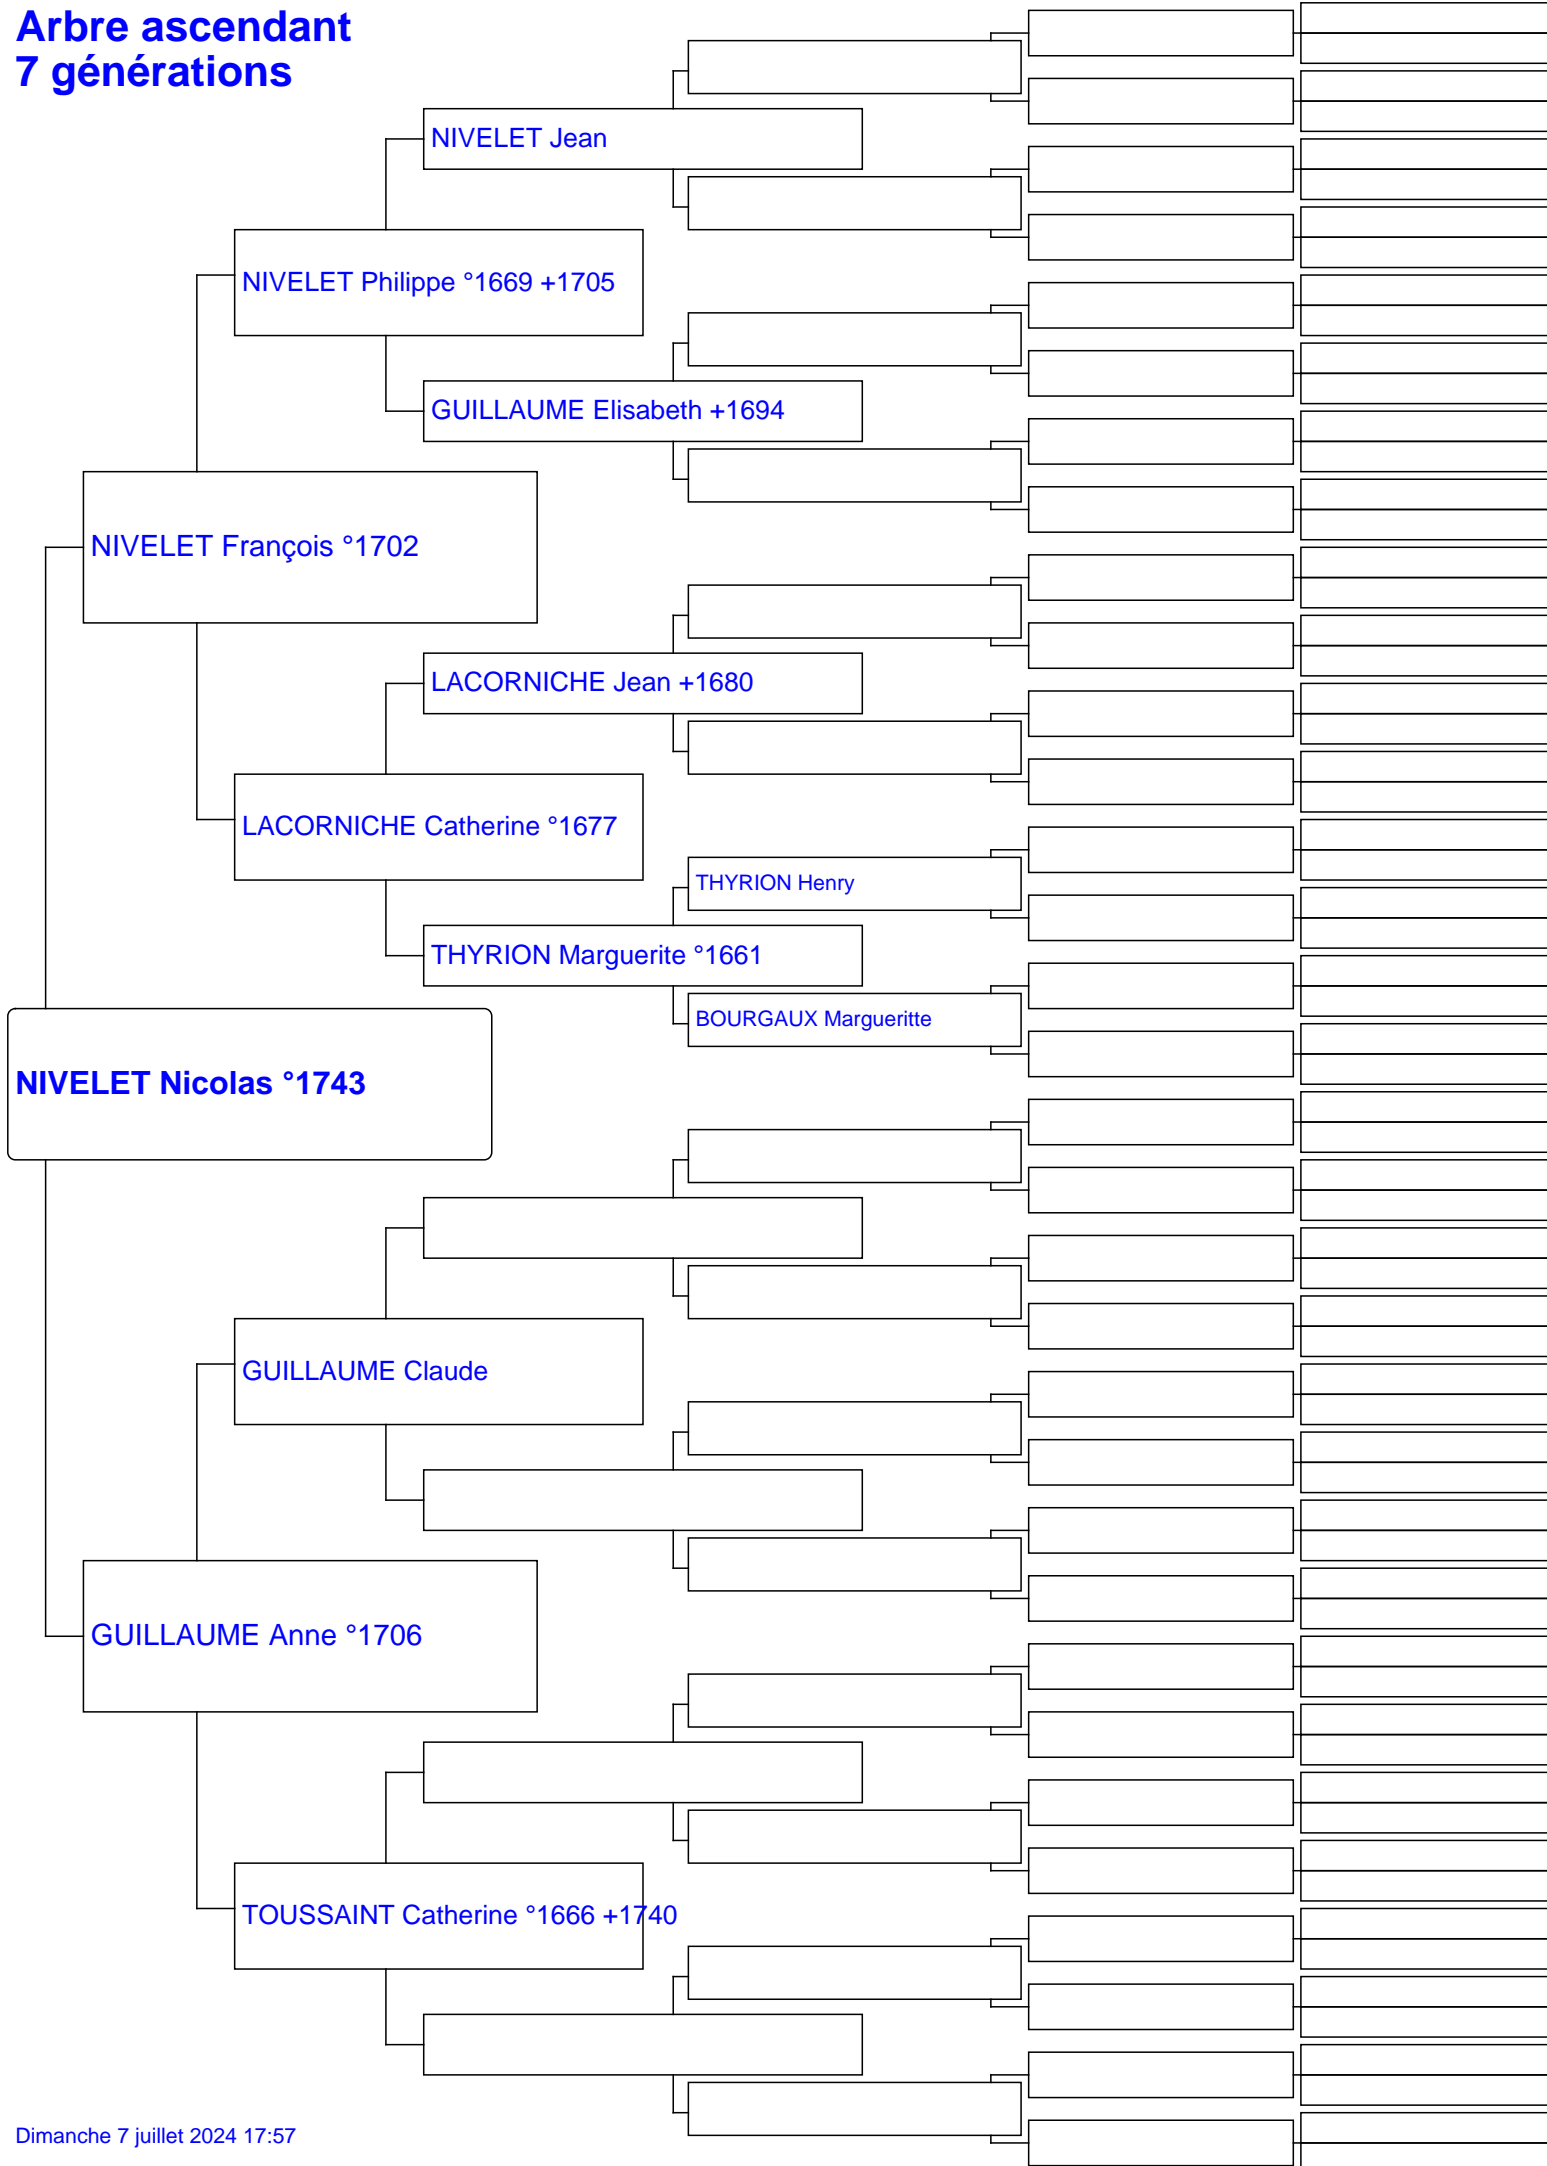 Arbre ascendant
7 générations
NIVELET Jean
NIVELET Philippe °1669 +1705
GUILLAUME Elisabeth +1694
NIVELET François °1702
LACORNICHE Jean +1680
LACORNICHE Catherine °1677
THYRION Henry
THYRION Marguerite °1661
BOURGAUX Margueritte
NIVELET Nicolas °1743
GUILLAUME Claude
GUILLAUME Anne °1706
TOUSSAINT Catherine °1666 +1740
Dimanche 7 juillet 2024 17:57